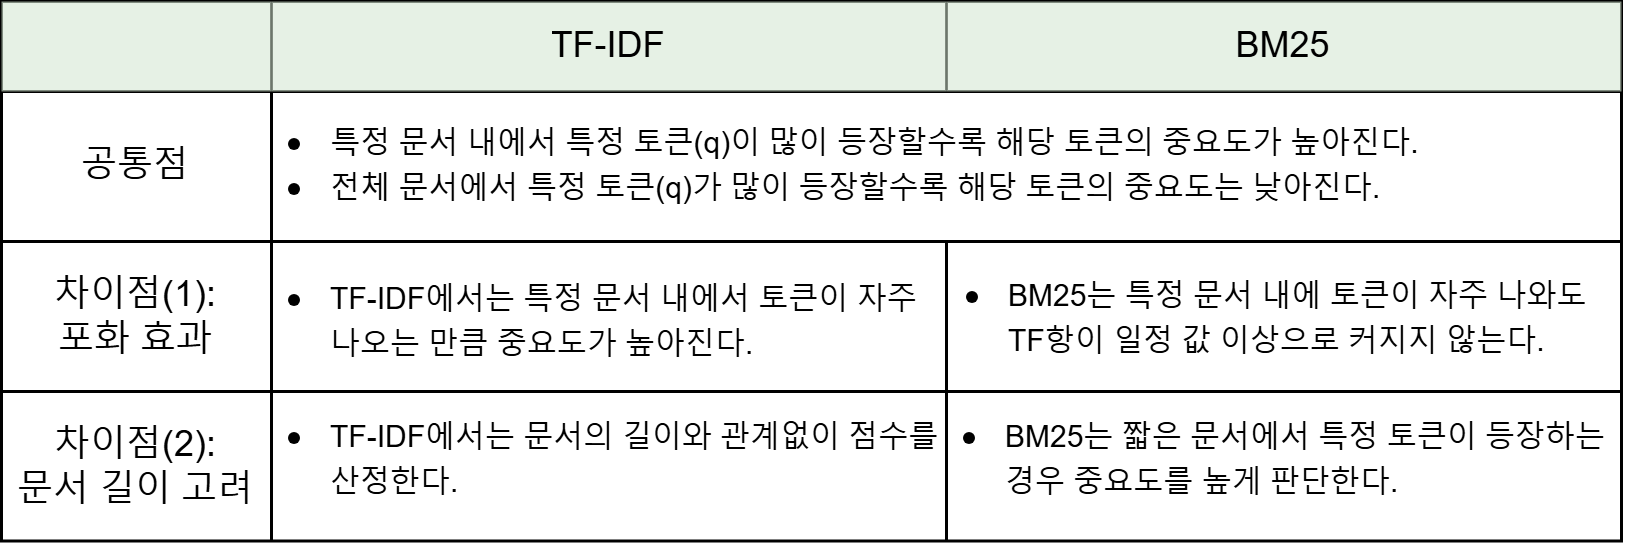 TF-IDF
BM25
공통점
● 특정 문서 내에서 특정 토큰(q)이 많이 등장할수록 해당 토큰의 중요도가 높아진다.
● 전체 문서에서 특정 토큰(q)가 많이 등장할수록 해당 토큰의 중요도는 낮아진다.
차이점(1):
포화 효과
● TF-IDF에서는 특정 문서 내에서 토큰이 자주
나오는 만큼 중요도가 높아진다.
● BM25는 특정 문서 내에 토큰이 자주 나와도
TF항이 일정 값 이상으로 커지지 않는다.
차이점(2):
문서 길이 고려
● TF-IDF에서는 문서의 길이와 관계없이 점수를
산정한다.
● BM25는 짧은 문서에서 특정 토큰이 등장하는
경우 중요도를 높게 판단한다.